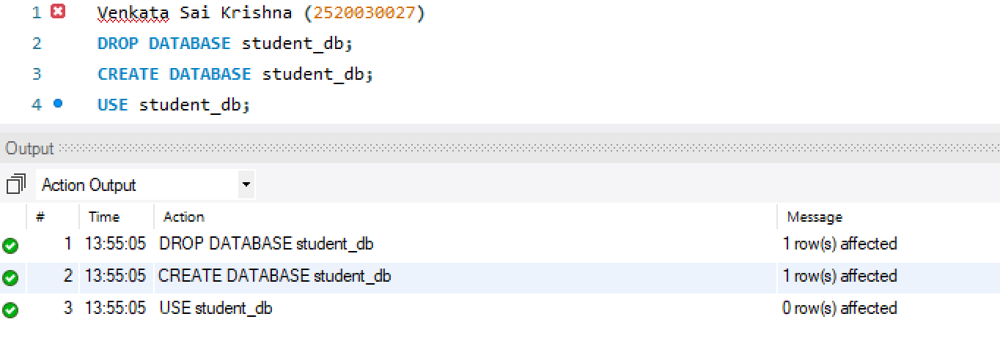 1 Venkata Sai Krishna (2520030027)
2 DROP DATABASE student_db;
3 CREATE DATABASE student_db;
4 USE student_db;
Output
Action Output
# Time Action Message
1 13:55:05 DROP DATABASE student_db 1 row(s) affected
2 13:55:05 CREATE DATABASE student_db 1 row(s) affected
3 13:55:05 USE student_db 0 row(s) affected